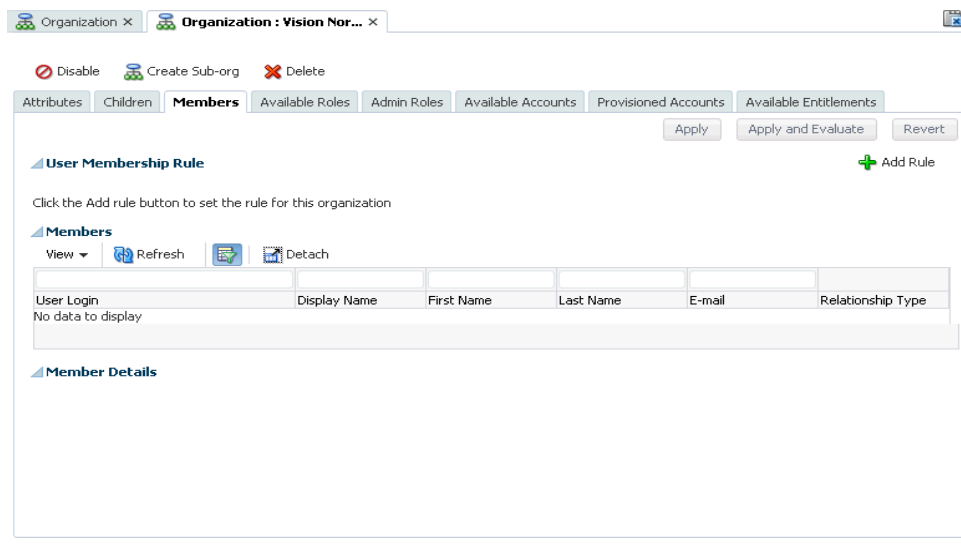 Organization × Organization : Vision Nor... ×
Disable Create Sub-org Delete
Attributes Children Members Available Roles Admin Roles Available Accounts Provisioned Accounts Available Entitlements
Apply Apply and Evaluate Revert
User Membership Rule Add Rule
Click the Add rule button to set the rule for this organization
Members
View Refresh Detach
User Login Display Name First Name Last Name E-mail Relationship Type
No data to display
Member Details